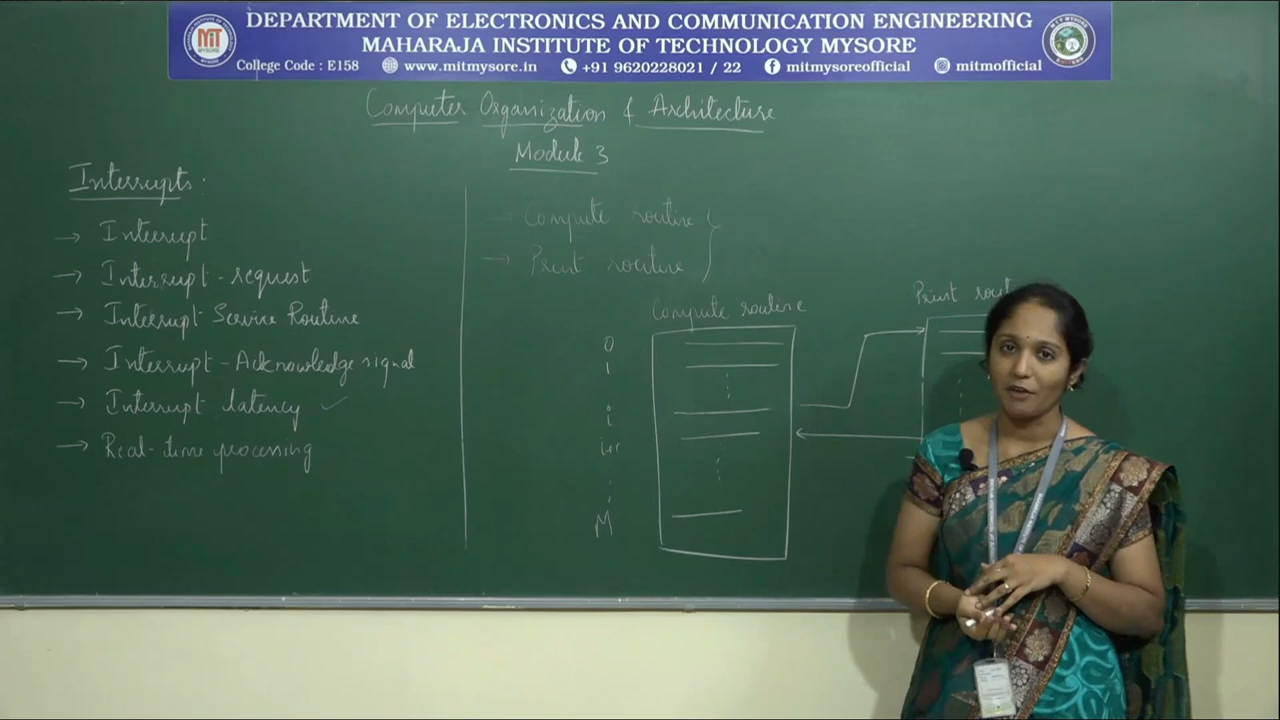 DEPARTMENT OF ELECTRONICS AND COMMUNICATION ENGINEERING
MAHARAJA INSTITUTE OF TECHNOLOGY MYSORE
College Code : E158 www.mitmysore.in +91 9620228021 / 22 mitmysoreofficial mitmofficial
MIT
MYSORE
Computer Organization & Architecture
Module 3
Interrupts.
→ Interrupt
→ Interrupt-request
→ Interrupt Service Routine
→ Interrupt-Acknowledge signal
→ Interrupt latency ✓
→ Real-time processing
→ Compute routine
→ Print routine
Compute routine
Print rout
0
1
i
i+1
M